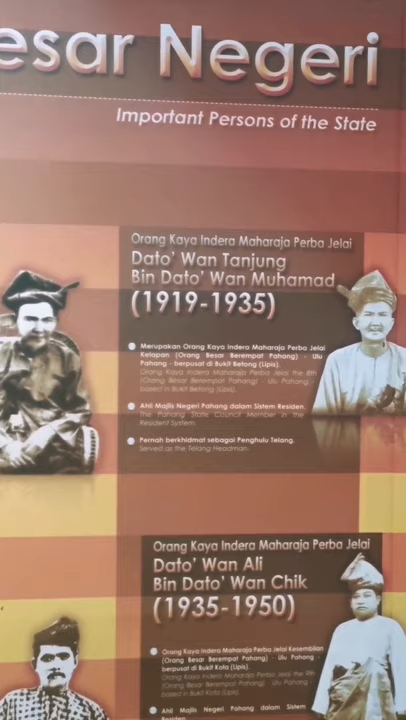 esar Negeri
Important Persons of the State
Orang Kaya Indera Maharaja Perba Jelai
Dato' Wan Tanjung
Bin Dato' Wan Muhamad
(1919-1935)
Merupakan Orang Kaya Indera Maharaja Perba Jelai
Kelapan (Orang Besar Berempat Pahang) - Ulu
Pahang - berpusat di Bukit Betong (Lipis).
Orang Kaya Indera Maharaja Perba Jelai the 8th
(Orang Besar Berempat Pahang) - Ulu Pahang -
based in Bukit Betong (Lipis).
Ahli Majlis Negeri Pahang dalam Sistem Residen.
The Pahang State Council Member in the
Resident System.
Pernah berkhidmat sebagai Penghulu Telang.
Served as the Telang Headman.
Orang Kaya Indera Maharaja Perba Jelai
Dato' Wan Ali
Bin Dato' Wan Chik
(1935-1950)
Orang Kaya Indera Maharaja Perba Jelai Kesembilan
(Orang Besar Berempat Pahang) - Ulu Pahang -
berpusat di Bukit Kota (Lipis).
Orang Kaya Indera Maharaja Perba Jelai the 9th
(Orang Besar Berempat Pahang) - Ulu Pahang -
based in Bukit Kota (Lipis).
Ahli Majlis Negeri Pahang dalam Sistem
Residen.